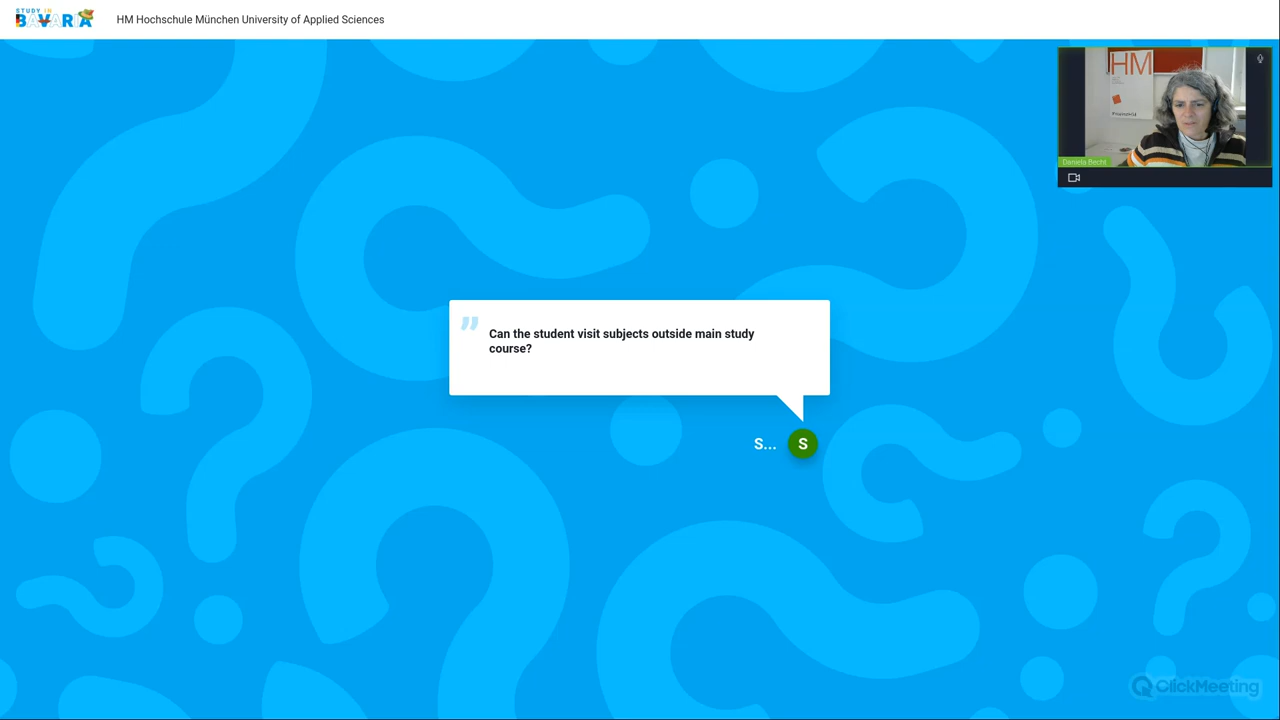 STUDY IN
BAVARIA
HM Hochschule München University of Applied Sciences
HM
Daniela Becht
Can the student visit subjects outside main study
course?
S... S
ClickMeeting